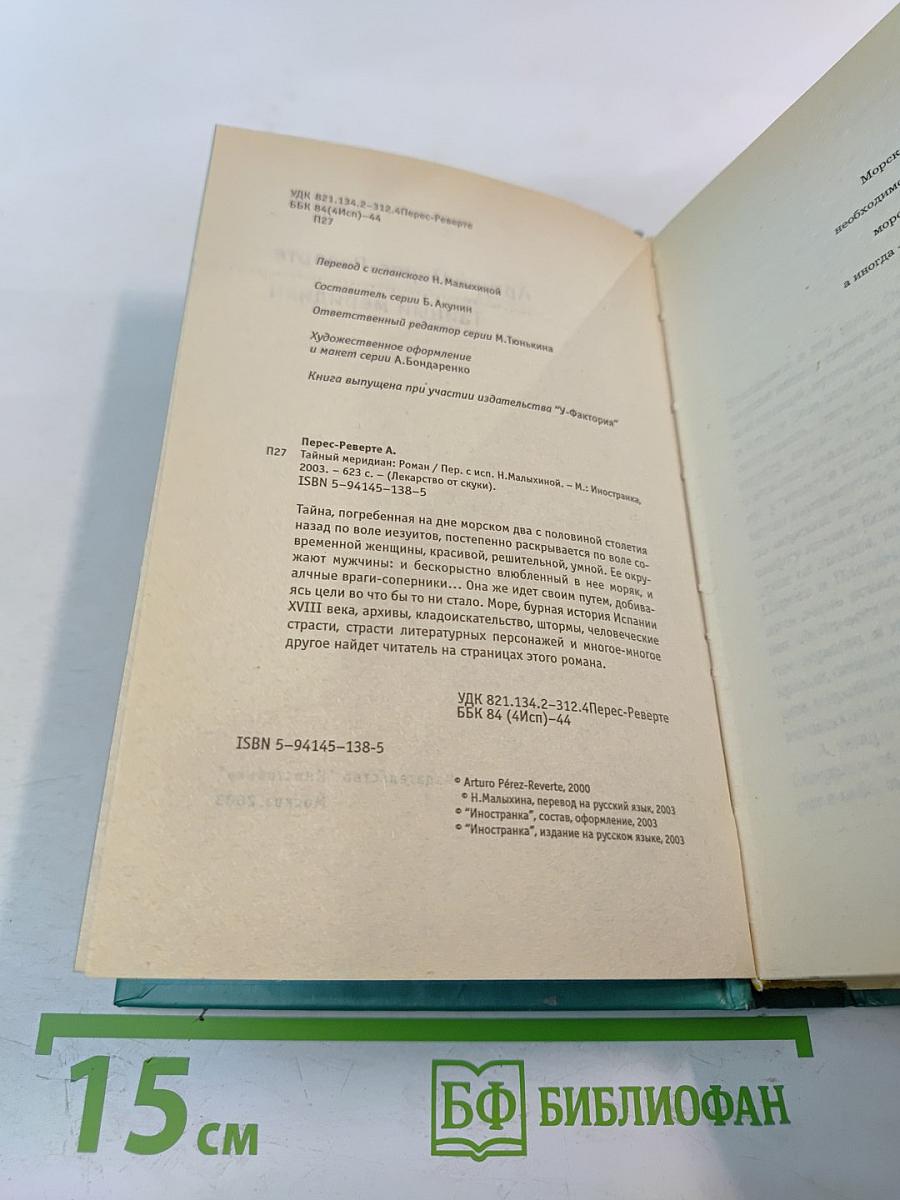 УДК 821.134.2–312.4Перес-Реверте
ББК 84(4Исп)–44
П27
Перевод с испанского Н. Малыхиной
Составитель серии Б. Акунин
Ответственный редактор серии М.Тюнькина
Художественное оформление
и макет серии А.Бондаренко
Книга выпущена при участии издательства "У-Фактория"
Перес-Реверте А.
П27 Тайный меридиан: Роман / Пер. с исп. Н.Малыхиной. – М.: Иностранка,
2003. – 623 с. – (Лекарство от скуки).
ISBN 5–94145–138–5
Тайна, погребенная на дне морском два с половиной столетия
назад по воле иезуитов, постепенно раскрывается по воле со-
временной женщины, красивой, решительной, умной. Ее окру-
жают мужчины: и бескорыстно влюбленный в нее моряк, и
алчные враги-соперники... Она же идет своим путем, добива-
ясь цели во что бы то ни стало. Море, бурная история Испании
XVIII века, архивы, кладоискательство, штормы, человеческие
страсти, страсти литературных персонажей и многое-многое
другое найдет читатель на страницах этого романа.
УДК 821.134.2–312.4Перес-Реверте
ББК 84 (4Исп)–44
ISBN 5–94145–138-5
© Arturo Pérez-Reverte, 2000
© Н.Малыхина, перевод на русский язык, 2003
© "Иностранка", состав, оформление, 2003
© "Иностранка", издание на русском языке, 2003
Морск
необходимо
морс
а иногда
15 см
БФ БИБЛИОФАН